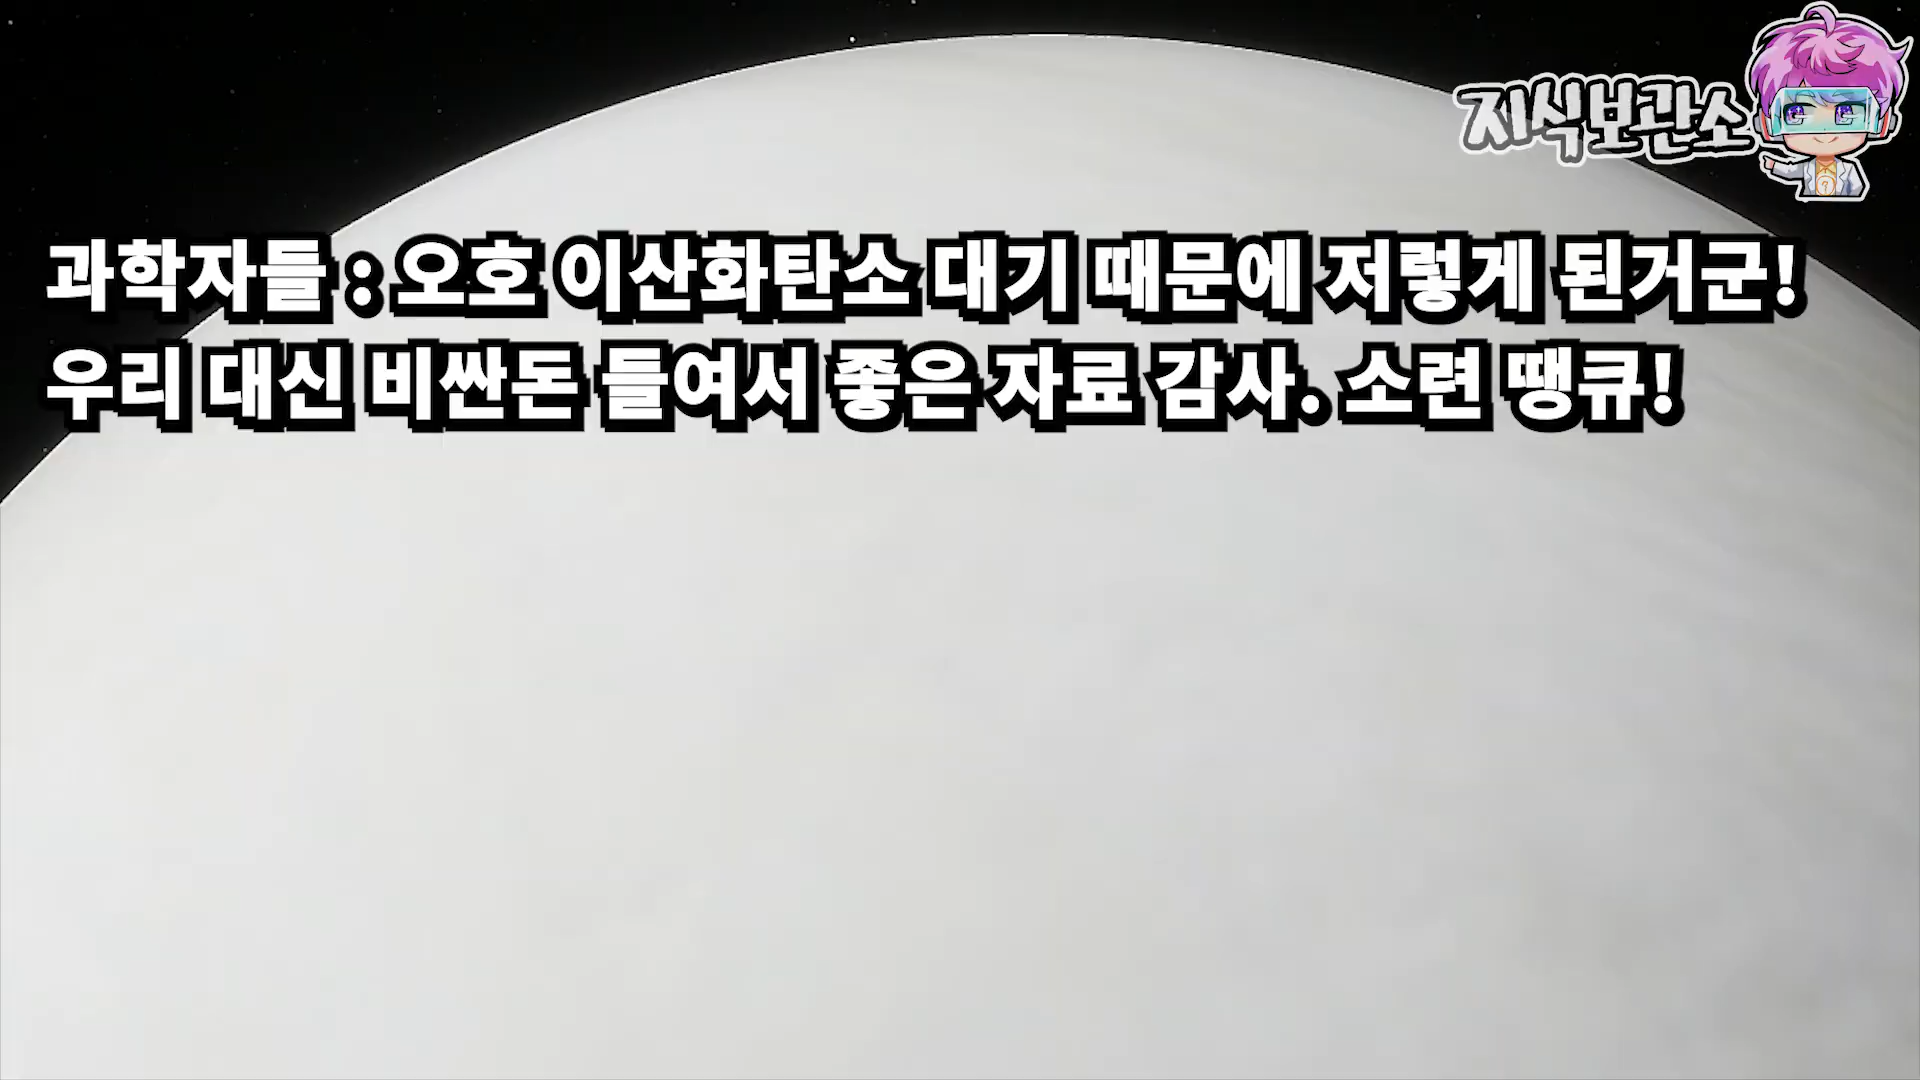 지식보관소
과학자들 : 오호 이산화탄소 대기 때문에 저렇게 된거군!
우리 대신 비싼돈 들여서 좋은 자료 감사. 소련 땡큐!